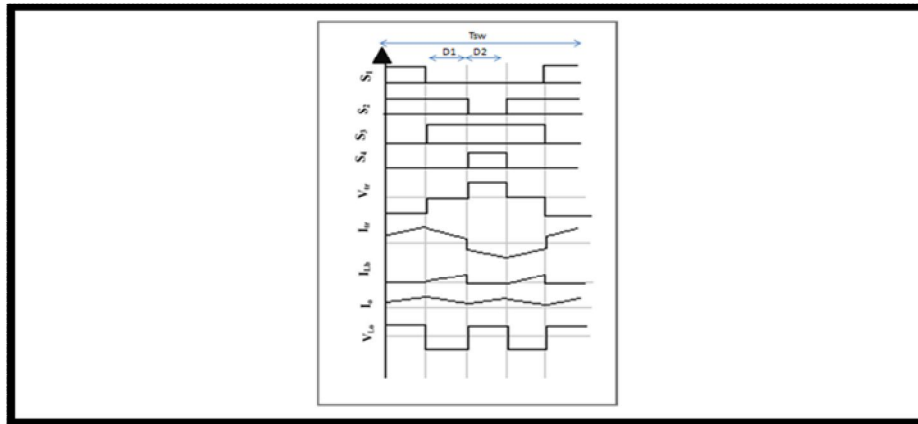 Tsw
D1 D2
S1
S2
S3
S4
Vtr
Itr
ILb
Io
VLo